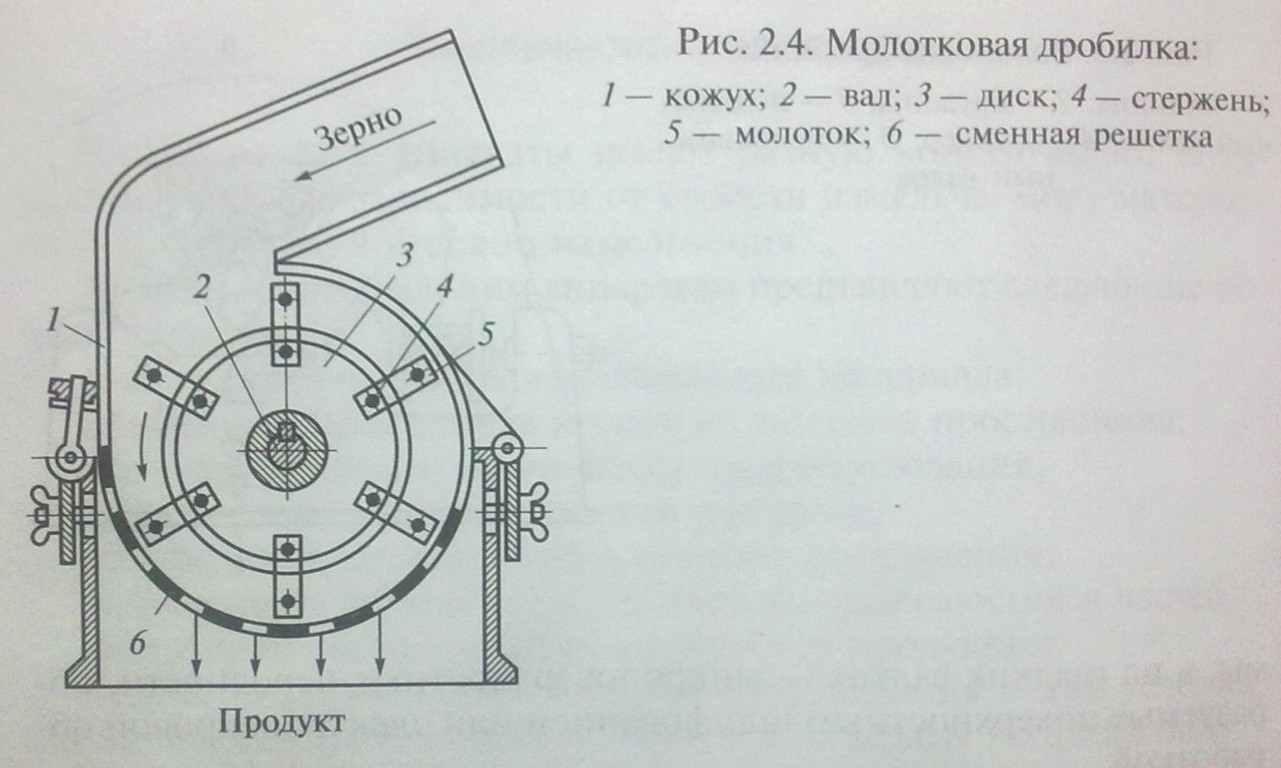 Рис. 2.4. Молотковая дробилка:
1 — кожух; 2 — вал; 3 — диск; 4 — стержень;
5 — молоток; 6 — сменная решетка
Зерно
3
2
4
1
5
6
Продукт